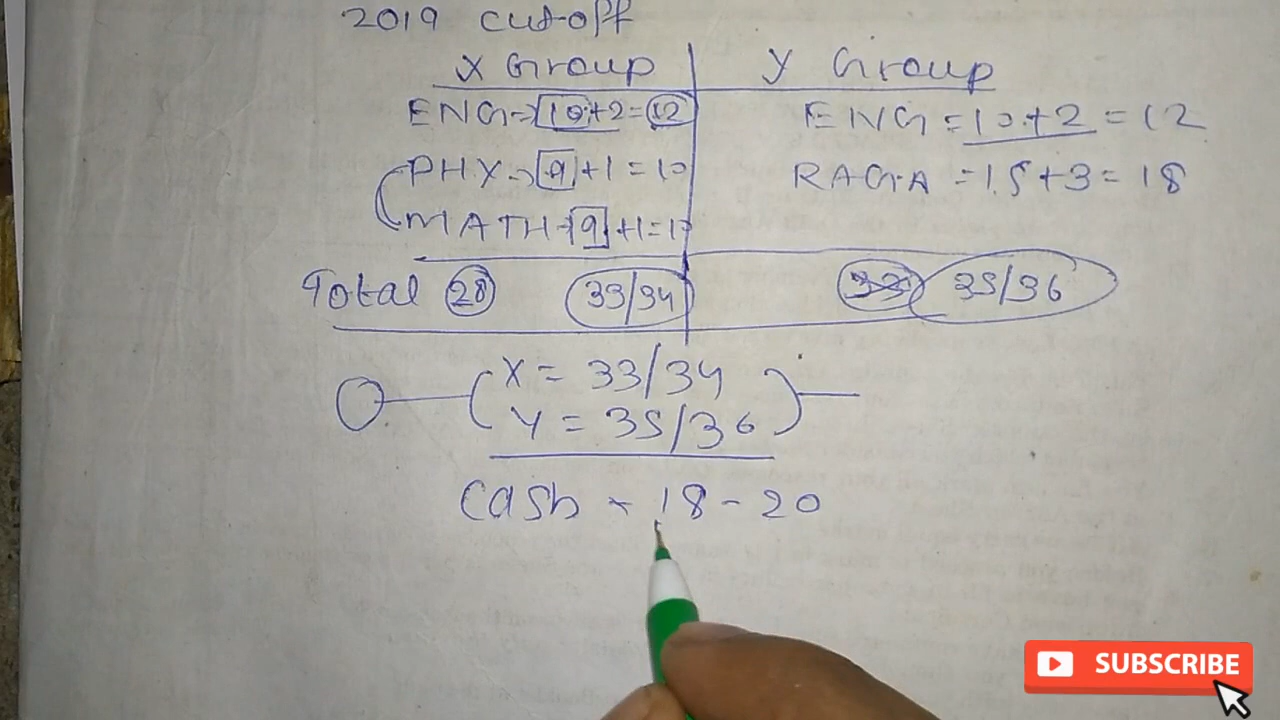 2019 cut-off
X Group Y Group
ENG→10+2=12 ENG=10+2=12
PHY→9+1=10 RAGA=15+3=18
MATH→9+1=10
Total 28 33/34 33 35/36
X= 33/34
Y= 35/36
Cash - 18-20
SUBSCRIBE